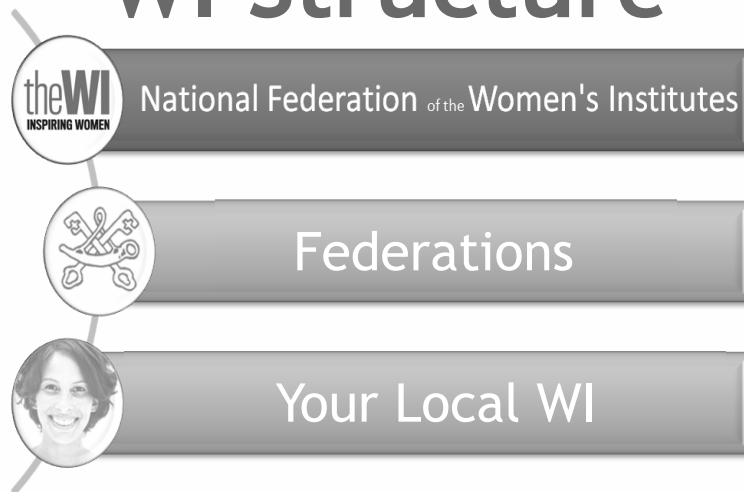 WI Structure
theWI
INSPIRING WOMEN
National Federation of the Women's Institutes
Federations
Your Local WI